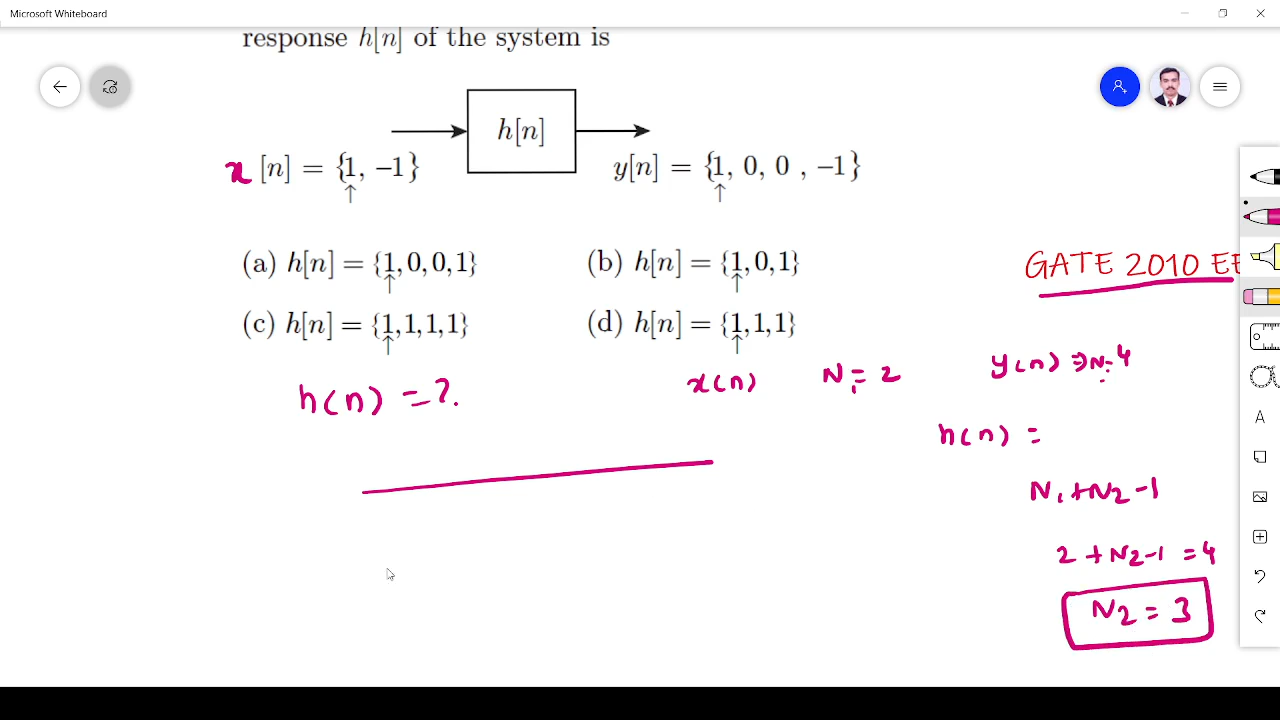 Microsoft Whiteboard
response h[n] of the system is
h[n]
x [n] = {1, –1}
↑
y[n] = {1, 0, 0 , –1}
↑
(a) h[n] = {1,0,0,1}
↑
(b) h[n] = {1,0,1}
↑
GATE 2010 EE
(c) h[n] = {1,1,1,1}
↑
(d) h[n] = {1,1,1}
↑
h(n) = ?.
x(n) N₁ = 2
y(n) ⇒ N = 4
h(n) =
N₁ + N₂ – 1
2 + N₂ – 1 = 4
N₂ = 3
A